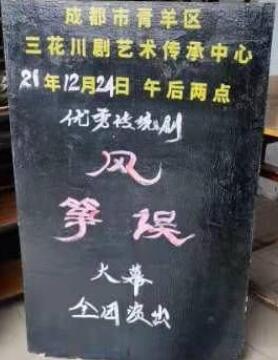 成都市青羊区
三花川剧艺术传承中心
21年12月24日 午后两点
优秀传统剧
风
筝误
大幕
全团演出